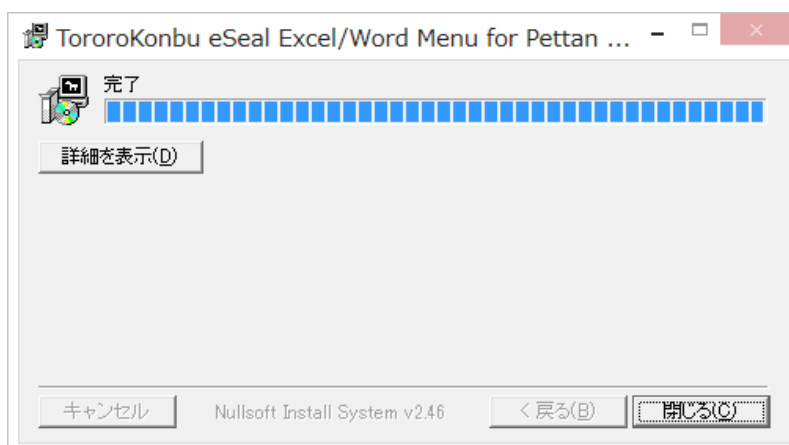 TororoKonbu eSeal Excel/Word Menu for Pettan ...
完了
詳細を表示(D)
キャンセル
Nullsoft Install System v2.46
< 戻る(B)
閉じる(C)